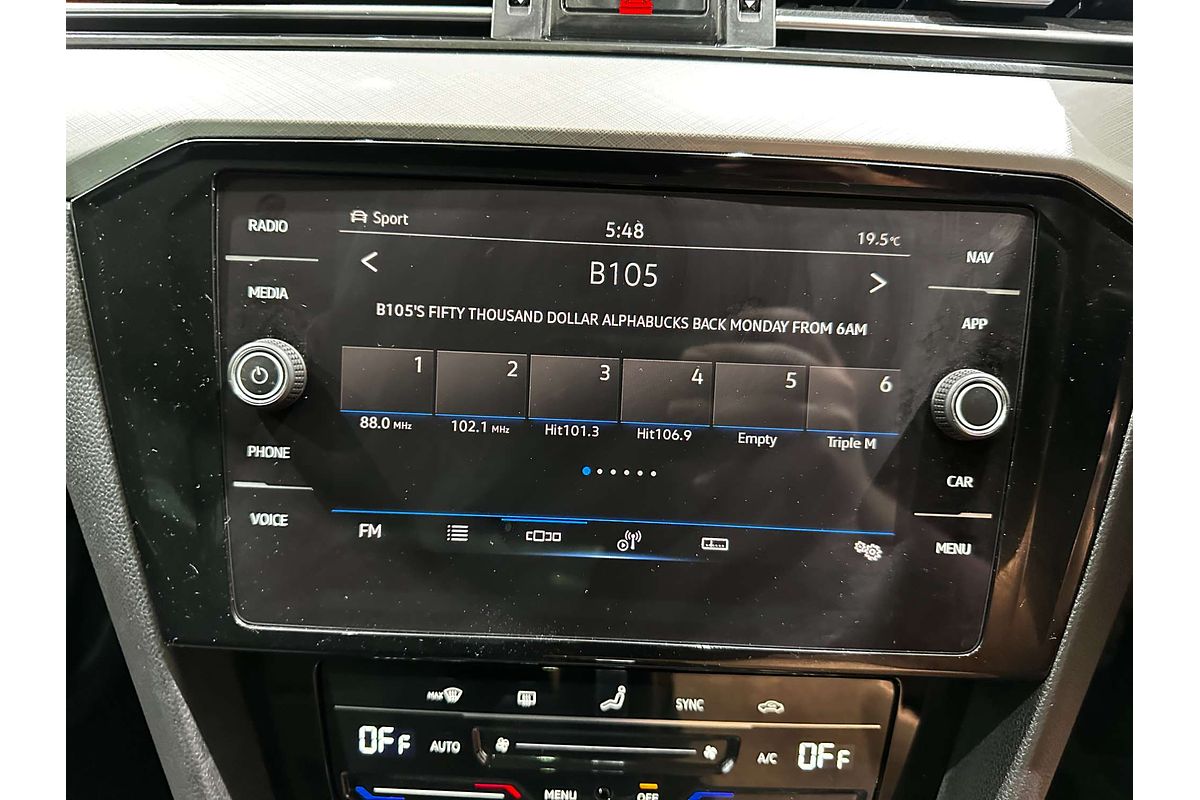 RADIO
Sport
5:48
19.5°C
NAV
<
B105
>
MEDIA
B105'S FIFTY THOUSAND DOLLAR ALPHABUCKS BACK MONDAY FROM 6AM
APP
1 2 3 4 5 6
88.0 MHz 102.1 MHz Hit101.3 Hit106.9 Empty Triple M
PHONE
CAR
VOICE
FM
MENU
MAX
SYNC
OFF AUTO A/C OFF
MENU OFF